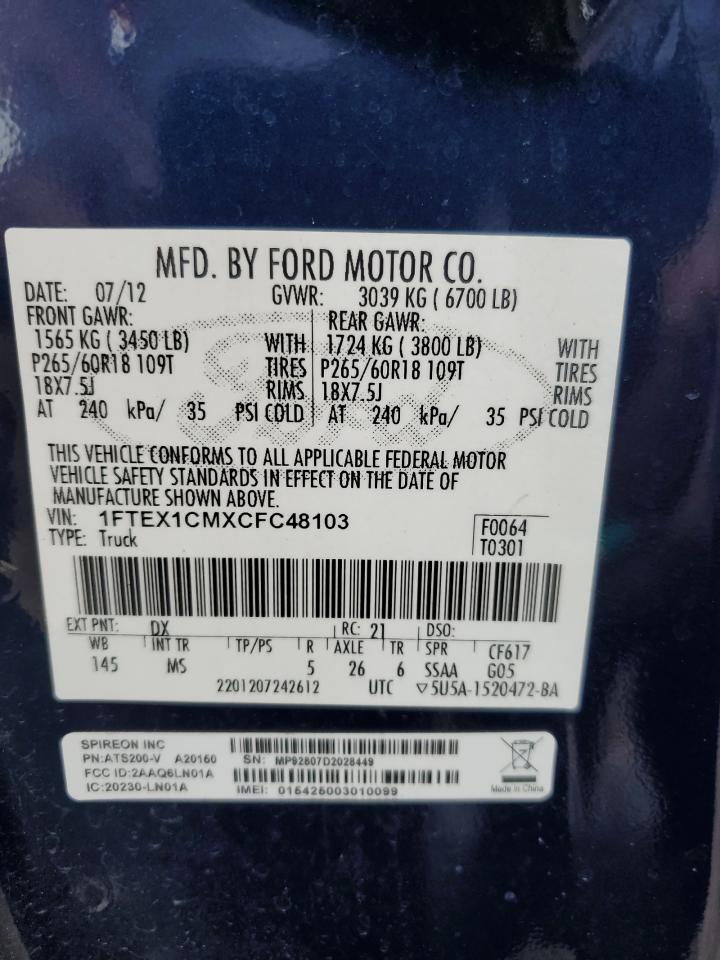 MFD. BY FORD MOTOR CO.
DATE: 07/12 GVWR: 3039 KG ( 6700 LB)
FRONT GAWR: REAR GAWR:
1565 KG ( 3450 LB) WITH 1724 KG ( 3800 LB) WITH
P265/60R18 109T TIRES P265/60R18 109T TIRES
18X7.5J RIMS 18X7.5J RIMS
AT 240 kPa/ 35 PSI COLD AT 240 kPa/ 35 PSI COLD
THIS VEHICLE CONFORMS TO ALL APPLICABLE FEDERAL MOTOR
VEHICLE SAFETY STANDARDS IN EFFECT ON THE DATE OF
MANUFACTURE SHOWN ABOVE.
VIN: 1FTEX1CMXCFC48103 F0064
TYPE: Truck T0301
EXT PNT: DX RC: 21 DSO:
WB INT TR TP/PS R AXLE TR SPR CF617
145 MS 5 26 6 SSAA G05
2201207242612 UTC ▽5U5A-1520472-BA
SPIREON INC
PN:ATS200-V A20160 SN: MP92807D2028449
FCC ID:2AAQ6LN01A
IC:20230-LN01A IMEI: 015425003010099
Made in China